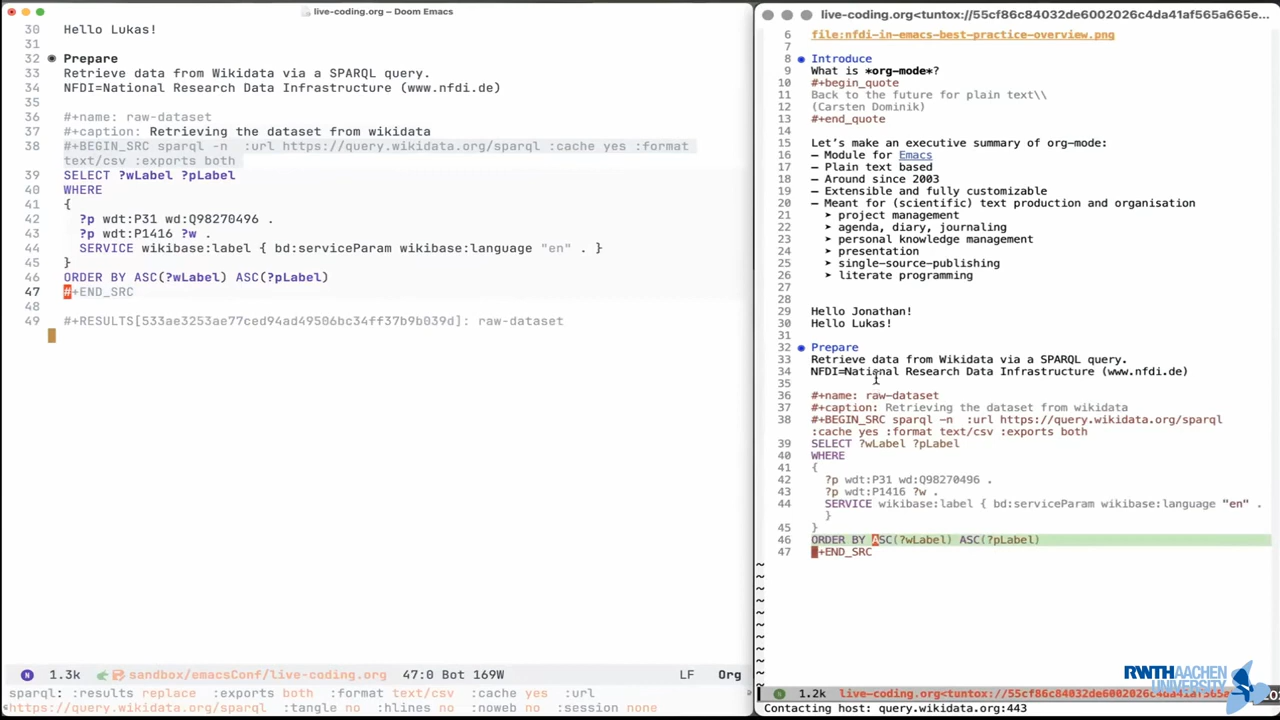 live-coding.org – Doom Emacs
30 Hello Lukas!
31
32 Prepare
33 Retrieve data from Wikidata via a SPARQL query.
34 NFDI=National Research Data Infrastructure (www.nfdi.de)
35
36 #+name: raw-dataset
37 #+caption: Retrieving the dataset from wikidata
38 #+BEGIN_SRC sparql -n  :url https://query.wikidata.org/sparql :cache yes :format
text/csv :exports both
39 SELECT ?wLabel ?pLabel
40 WHERE
41 {
42   ?p wdt:P31 wd:Q98270496 .
43   ?p wdt:P1416 ?w .
44   SERVICE wikibase:label { bd:serviceParam wikibase:language "en" . }
45 }
46 ORDER BY ASC(?wLabel) ASC(?pLabel)
47 #+END_SRC
48
49 #+RESULTS[533ae3253ae77ced94ad49506bc34ff37b9b039d]: raw-dataset
N 1.3k sandbox/emacsConf/live-coding.org 47:0 Bot 169W LF Org
sparql: :results replace :exports both :format text/csv :cache yes :url
https://query.wikidata.org/sparql :tangle no :hlines no :noweb no :session none
live-coding.org<tuntox://55cf86c84032de6002026c4da41af565a665e...
6 file:nfdi-in-emacs-best-practice-overview.png
7
8 Introduce
9 What is *org-mode*?
10 #+begin_quote
11 Back to the future for plain text\\
12 (Carsten Dominik)
13 #+end_quote
14
15 Let's make an executive summary of org-mode:
16 – Module for Emacs
17 – Plain text based
18 – Around since 2003
19 – Extensible and fully customizable
20 – Meant for (scientific) text production and organisation
21 ➤ project management
22 ➤ agenda, diary, journaling
23 ➤ personal knowledge management
24 ➤ presentation
25 ➤ single-source-publishing
26 ➤ literate programming
27
28
29 Hello Jonathan!
30 Hello Lukas!
31
32 Prepare
33 Retrieve data from Wikidata via a SPARQL query.
34 NFDI=National Research Data Infrastructure (www.nfdi.de)
35
36 #+name: raw-dataset
37 #+caption: Retrieving the dataset from wikidata
38 #+BEGIN_SRC sparql -n  :url https://query.wikidata.org/sparql
:cache yes :format text/csv :exports both
39 SELECT ?wLabel ?pLabel
40 WHERE
41 {
42   ?p wdt:P31 wd:Q98270496 .
43   ?p wdt:P1416 ?w .
44   SERVICE wikibase:label { bd:serviceParam wikibase:language "en" .
}
45 }
46 ORDER BY ASC(?wLabel) ASC(?pLabel)
47 #+END_SRC
~
~
~
~
~
~
~
~
~
~
RWTH AACHEN
UNIVERSITY
N 1.2k live-coding.org<tuntox://55cf86c84032de6002026c4da41af565a
Contacting host: query.wikidata.org:443